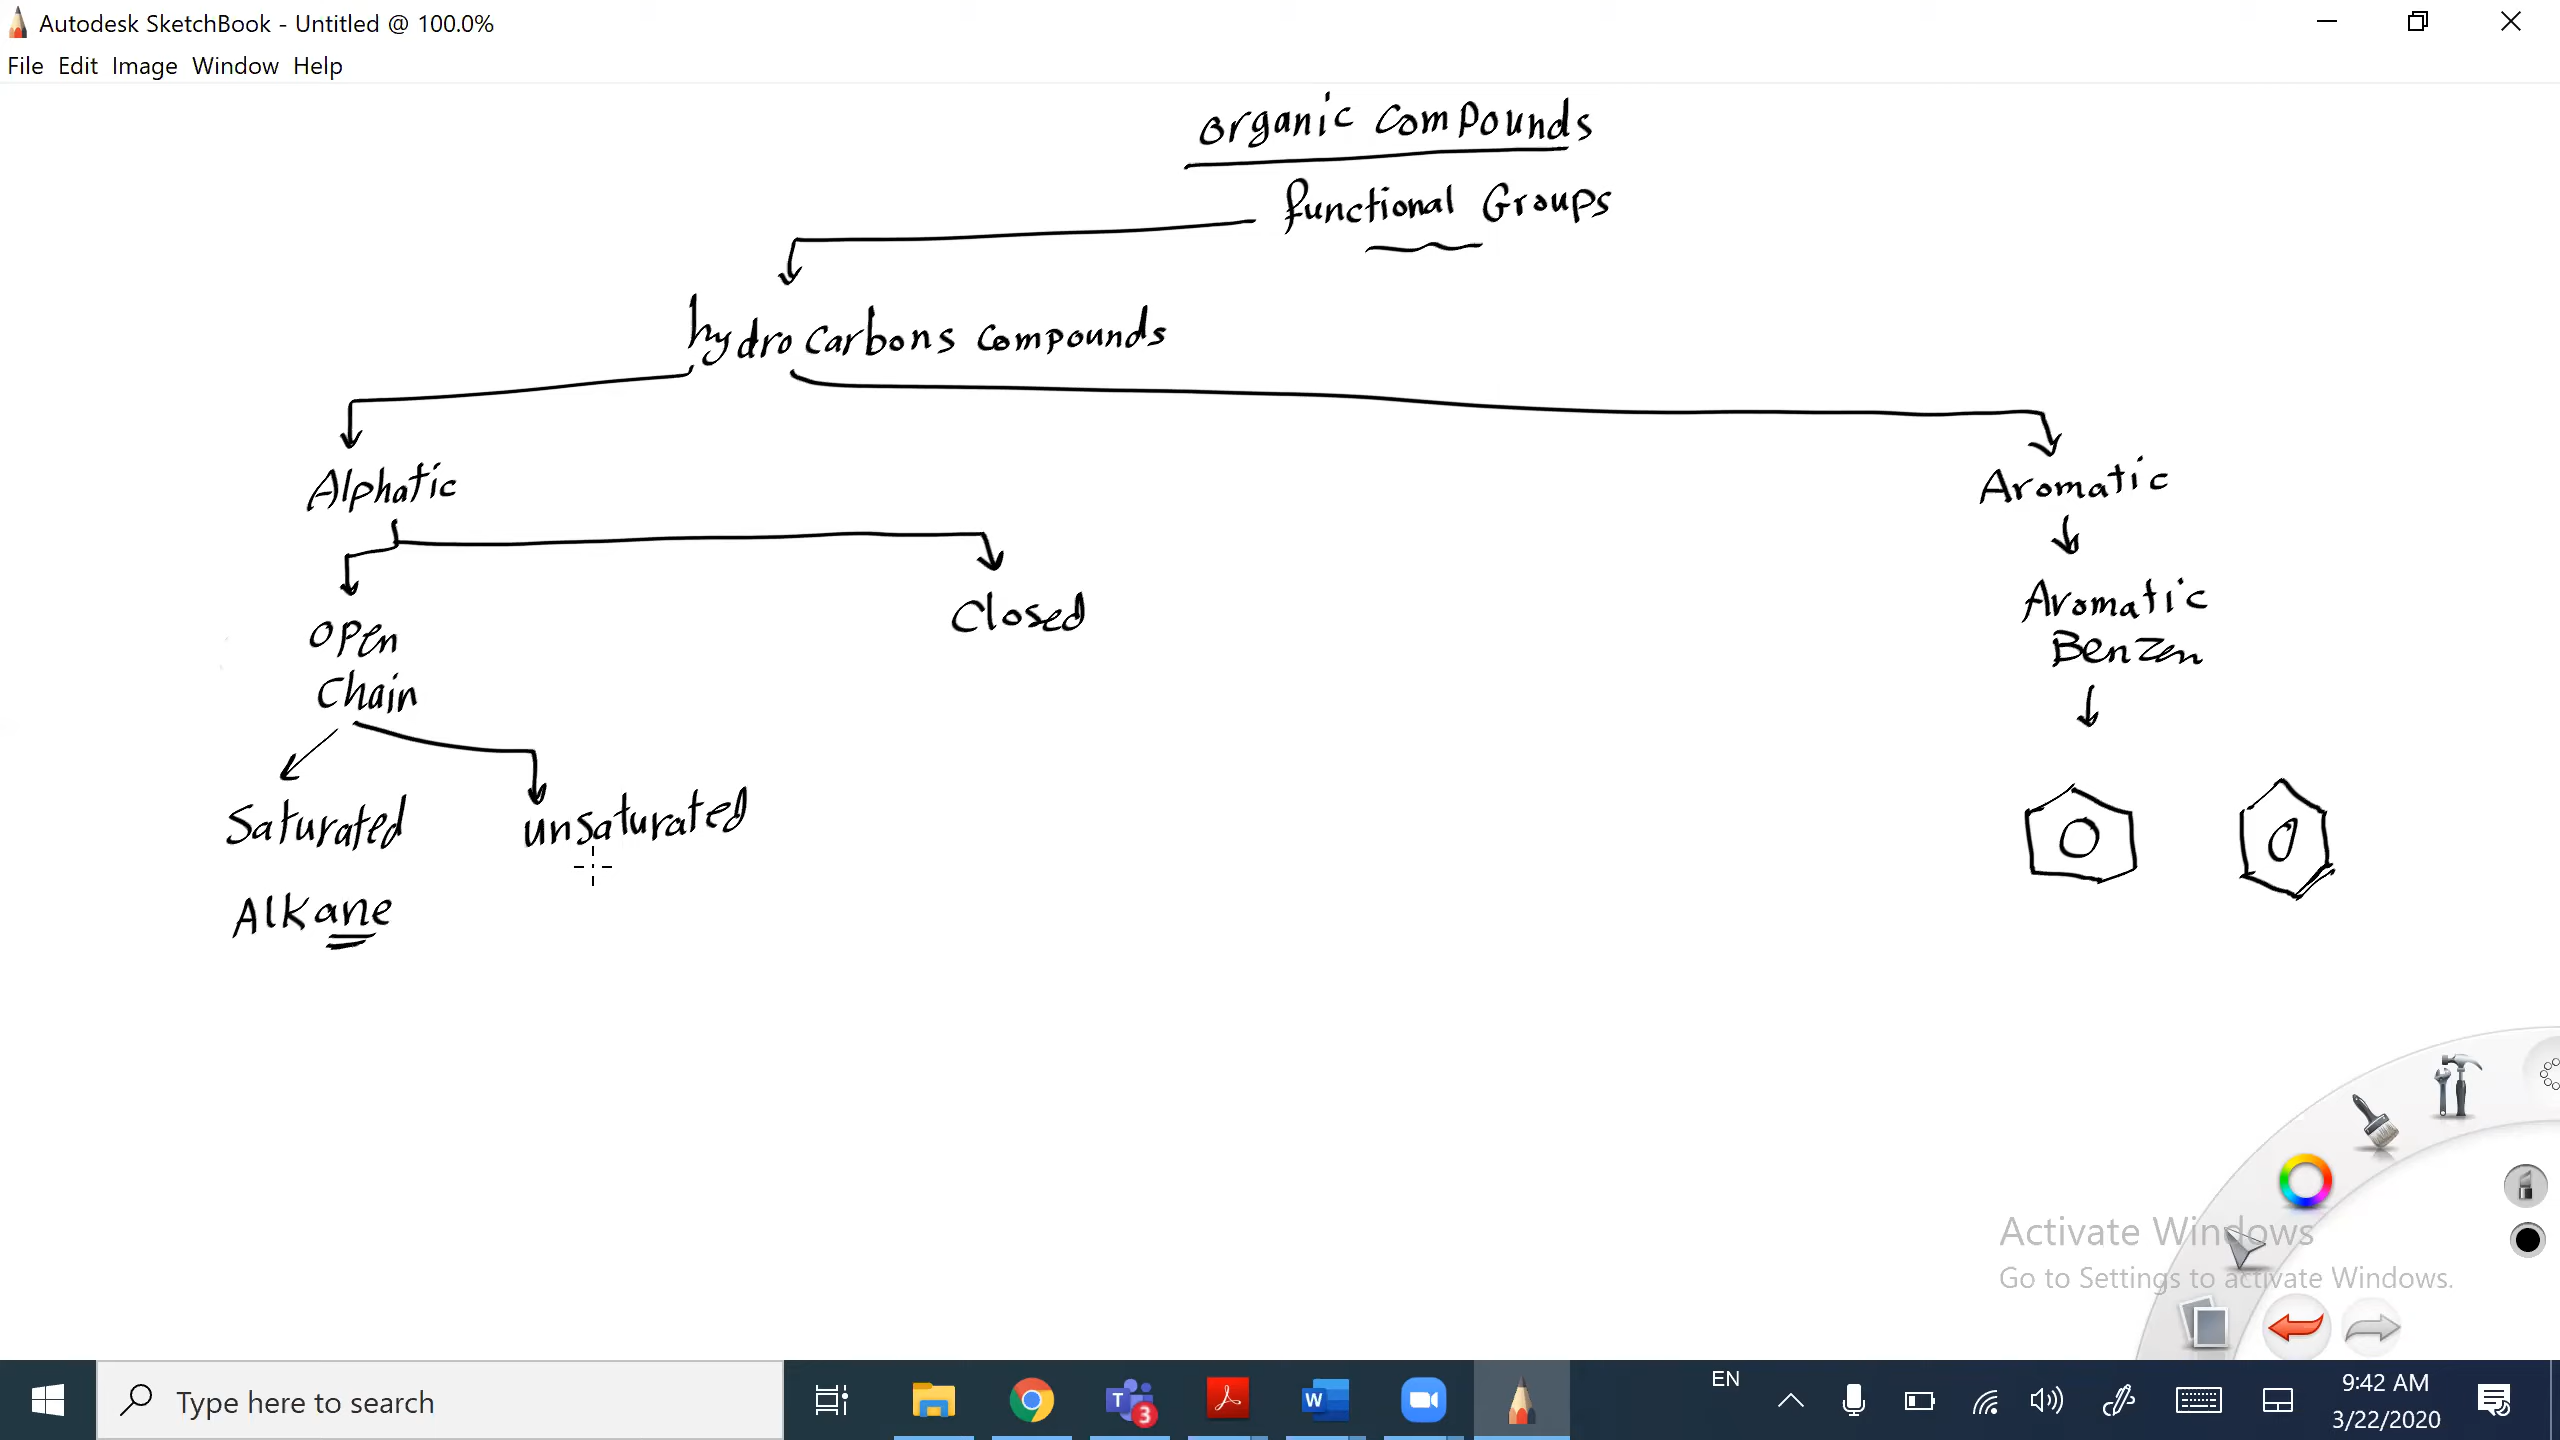 Autodesk SketchBook - Untitled @ 100.0%
File Edit Image Window Help
organic compounds
functional Groups
hydro carbons compounds
Alphatic
Aromatic
open
chain
Closed
Aromatic
Benzen
Saturated
unsaturated
Alkane
Activate Windows
Go to Settings to activate Windows.
Type here to search
3
EN
9:42 AM
3/22/2020